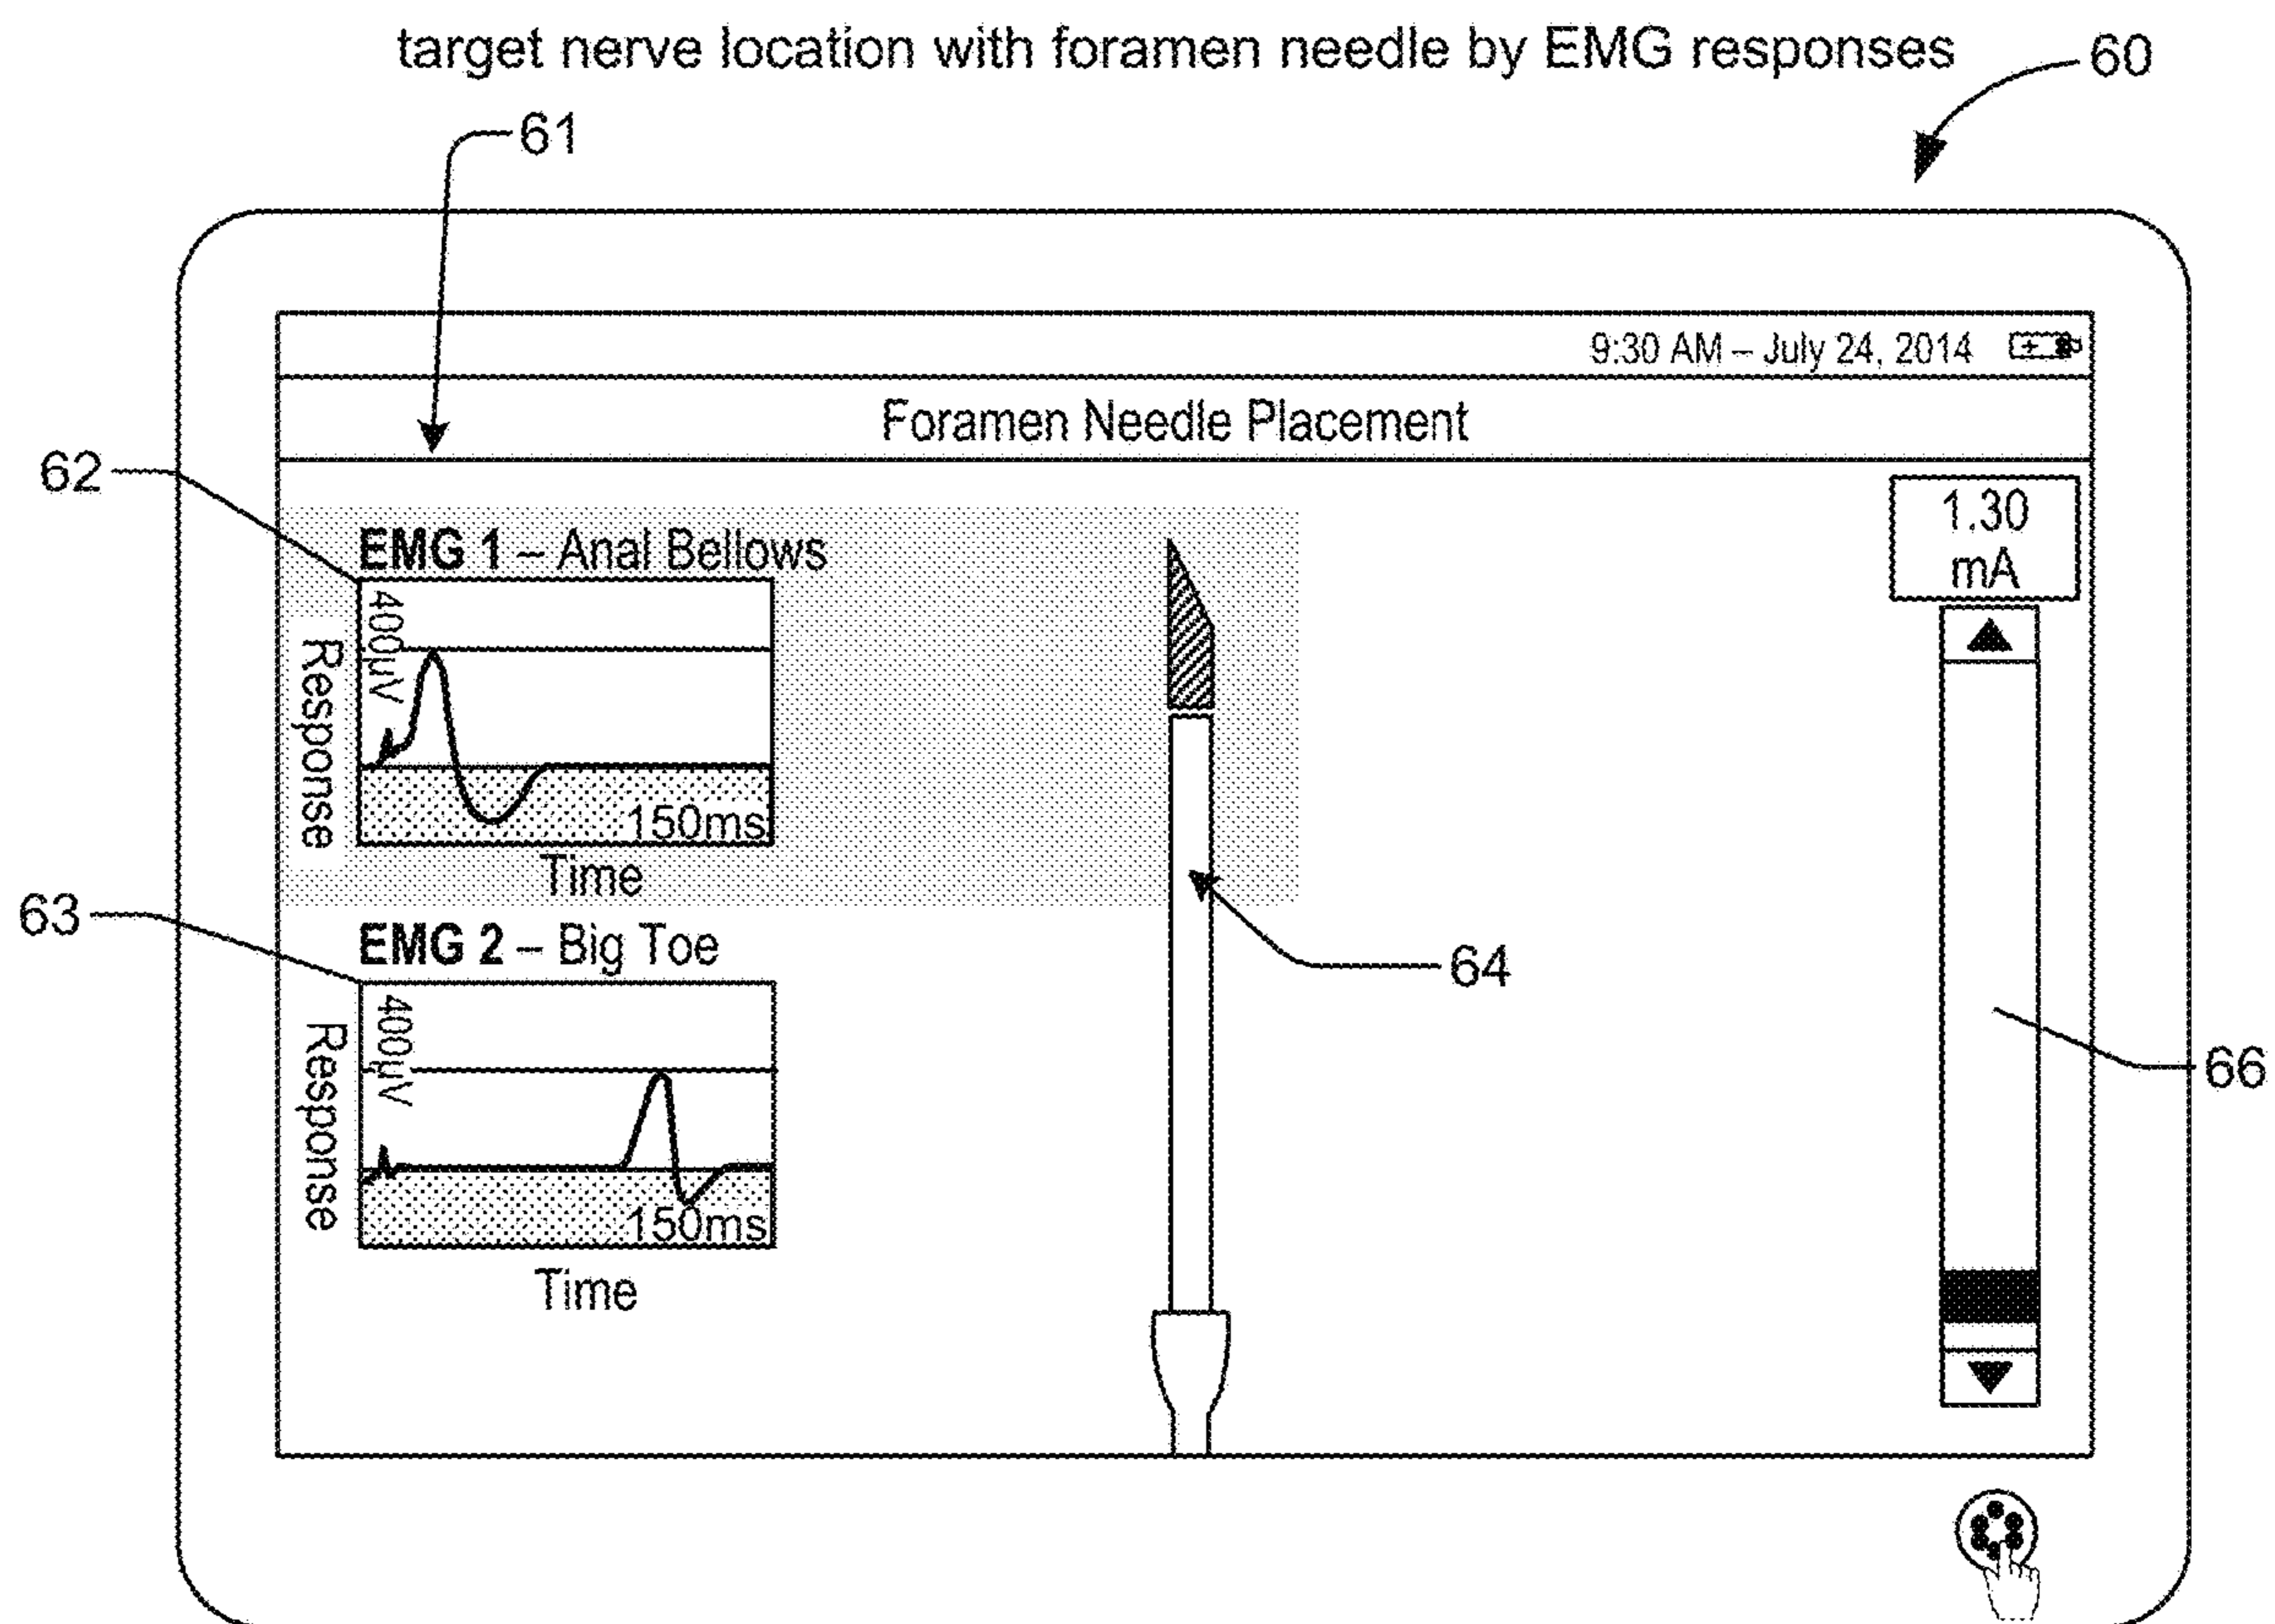 target nerve location with foramen needle by EMG responses
60
61
9:30 AM – July 24, 2014
Foramen Needle Placement
62
1.30
mA
EMG 1 – Anal Bellows
400µV
Response
150ms
Time
63
EMG 2 – Big Toe
64
400µV
Response
66
150ms
Time